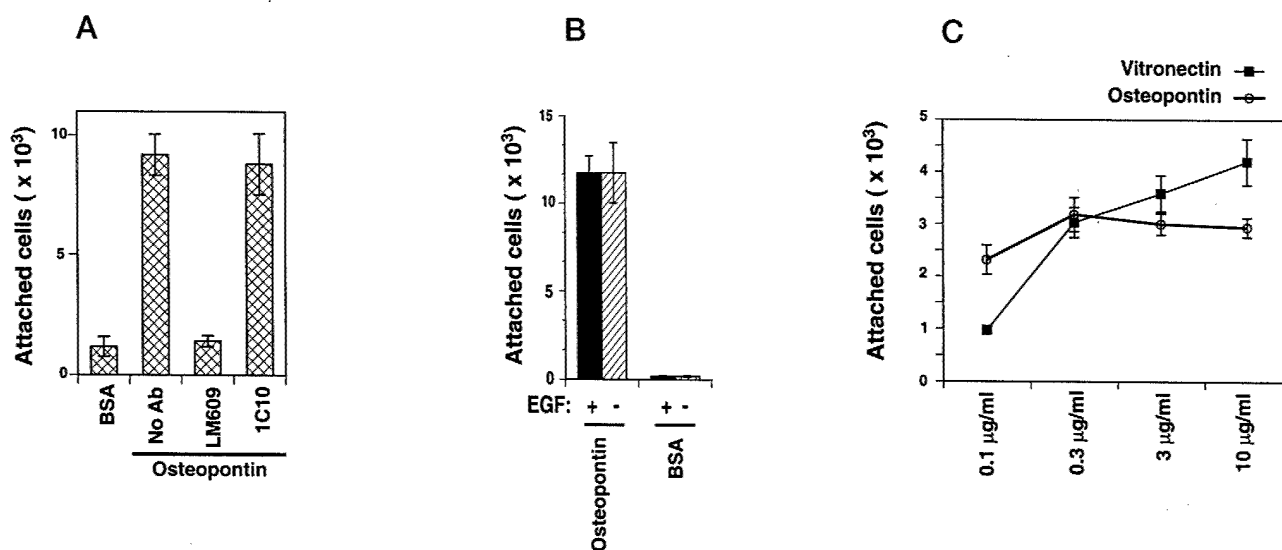 A
Attached cells ( x 10³)
10
5
0
BSA
No Ab
LM609
1C10
Osteopontin
B
Attached cells ( x 10³)
15
10
5
0
EGF: + - + -
Osteopontin
BSA
C
Vitronectin
Osteopontin
Attached cells ( x 10³)
5
4
3
2
1
0
0.1 µg/ml
0.3 µg/ml
3 µg/ml
10 µg/ml